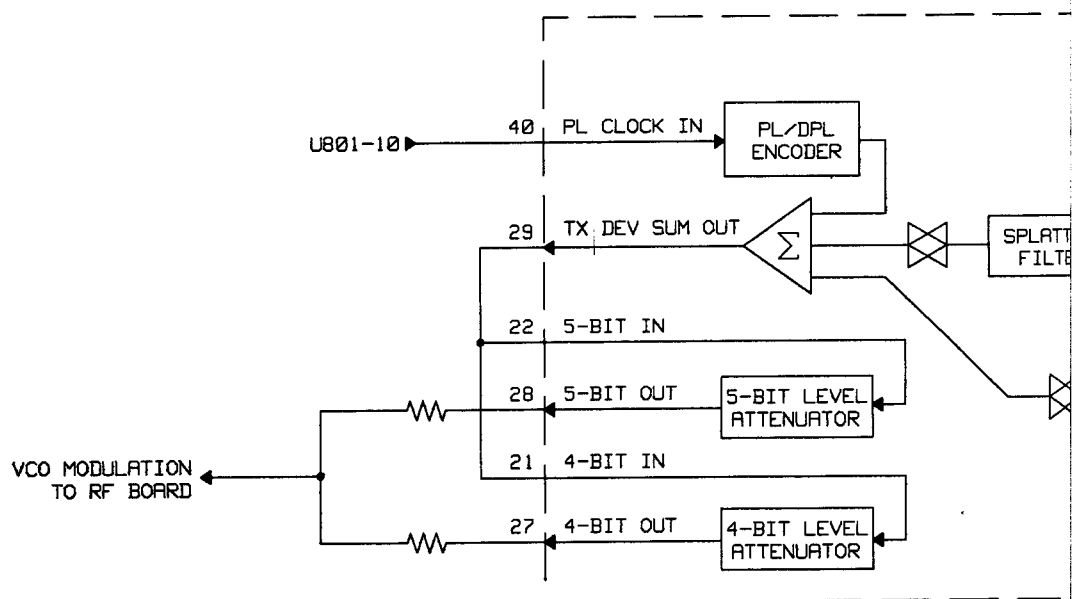 40 PL CLOCK IN
U801-10
PL/DPL
ENCODER
29 TX DEV SUM OUT
Σ
SPLATT
FILTE
22 5-BIT IN
28 5-BIT OUT
5-BIT LEVEL
ATTENUATOR
VCO MODULATION
TO RF BOARD
21 4-BIT IN
27 4-BIT OUT
4-BIT LEVEL
ATTENUATOR